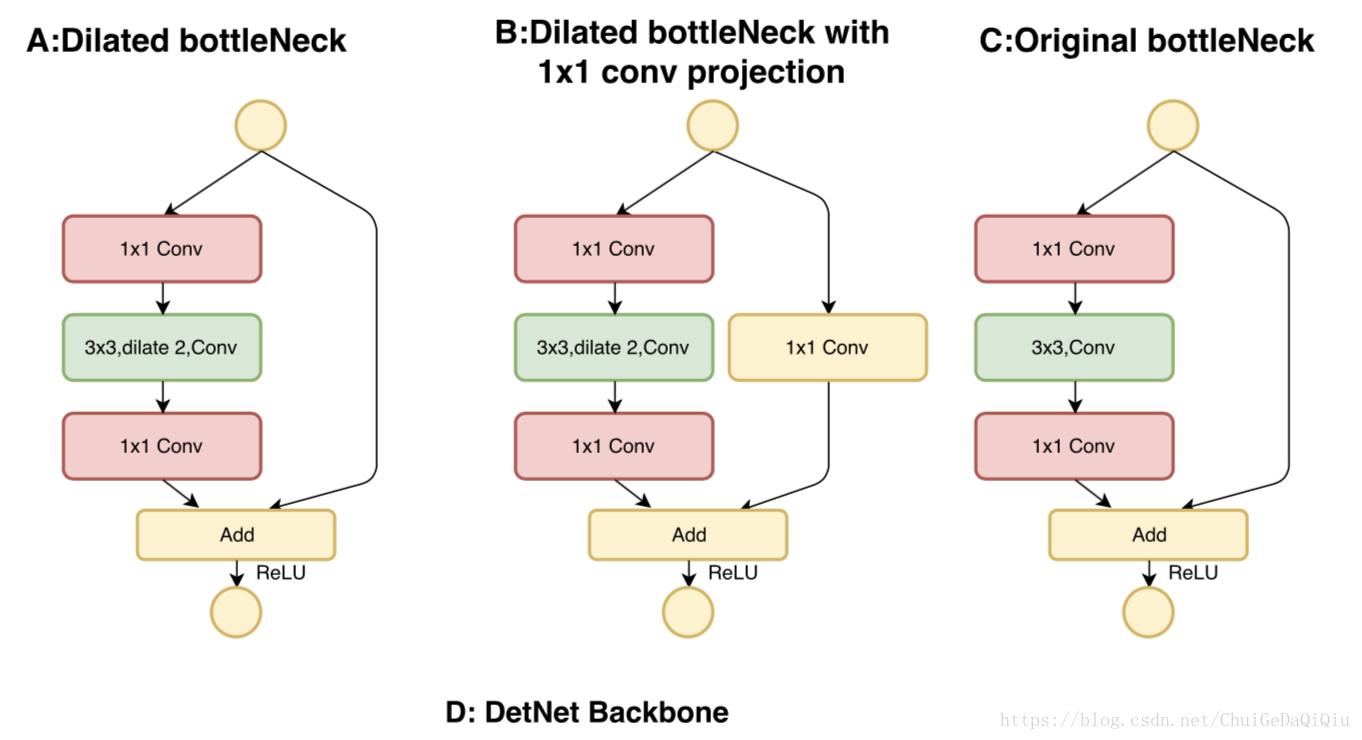 A:Dilated bottleNeck
1x1 Conv
3x3,dilate 2,Conv
1x1 Conv
Add
ReLU
B:Dilated bottleNeck with
1x1 conv projection
1x1 Conv
3x3,dilate 2,Conv
1x1 Conv
1x1 Conv
Add
ReLU
C:Original bottleNeck
1x1 Conv
3x3,Conv
1x1 Conv
Add
ReLU
D: DetNet Backbone
https://blog.csdn.net/ChuiGeDaQiQiu